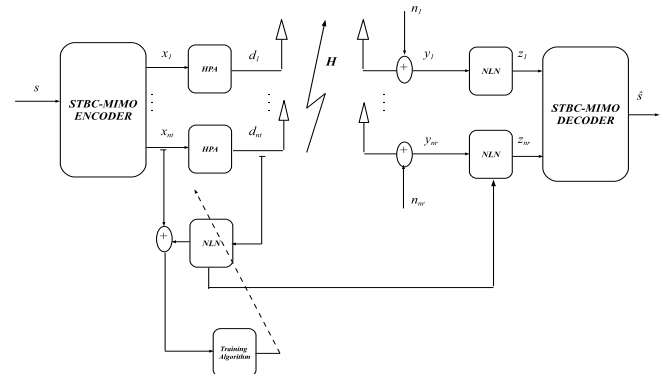 s
STBC-MIMO
ENCODER
x1
HPA
d1
xnt
HPA
dnt
H
n1
+
y1
NLN
z1
+
ynr
NLN
znr
nnr
STBC-MIMO
DECODER
ŝ
+
NLN
Training
Algorithm